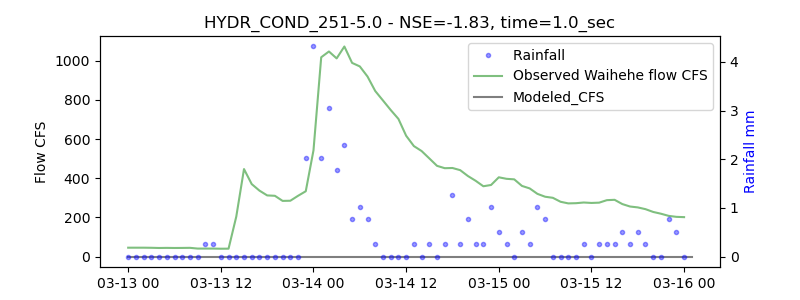 HYDR_COND_251-5.0 - NSE=-1.83, time=1.0_sec
Rainfall
Observed Waihehe flow CFS
Modeled_CFS
Flow CFS
1000
800
600
400
200
0
4
3
2
1
0
Rainfall mm
03-13 00 03-13 12 03-14 00 03-14 12 03-15 00 03-15 12 03-16 00